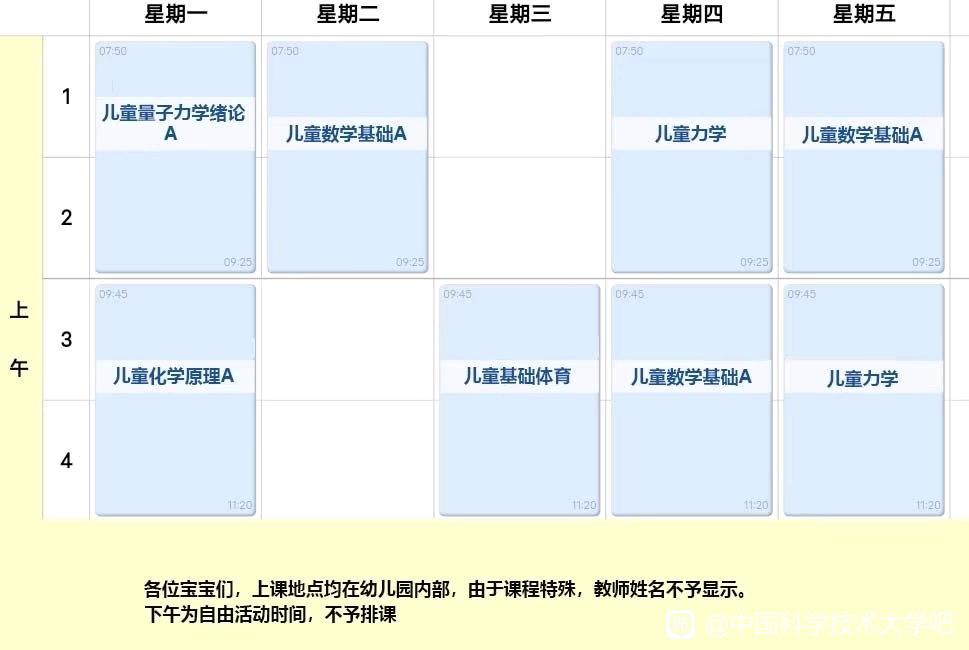 星期一 星期二 星期三 星期四 星期五
上午
1
07:50 07:50 07:50 07:50
儿童量子力学绪论
A
儿童数学基础A 儿童力学 儿童数学基础A
2
09:25 09:25 09:25 09:25
3
09:45 09:45 09:45 09:45
儿童化学原理A 儿童基础体育 儿童数学基础A 儿童力学
4
11:20 11:20 11:20 11:20
各位宝宝们，上课地点均在幼儿园内部，由于课程特殊，教师姓名不予显示。
下午为自由活动时间，不予排课
@中国科学技术大学吧